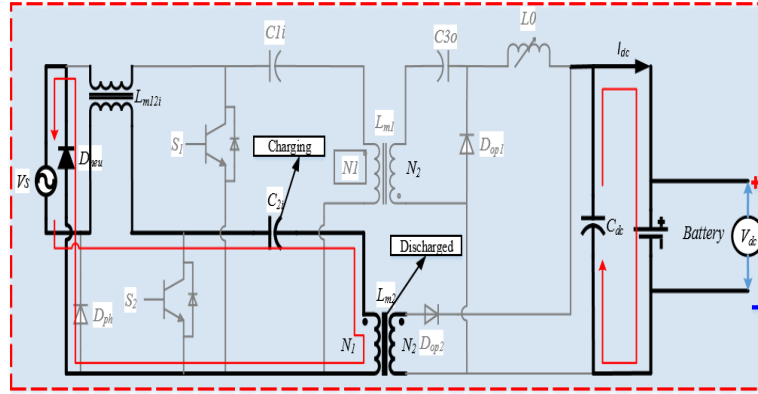 C1i
C3o
L0
Idc
Lm12i
Lm1
S1
Charging
Dneu
N1
N2
Dop1
VS
C2i
Cdc
Battery
Vdc
+
-
Discharged
S2
Lm2
Dph
N1
N2
Dop2